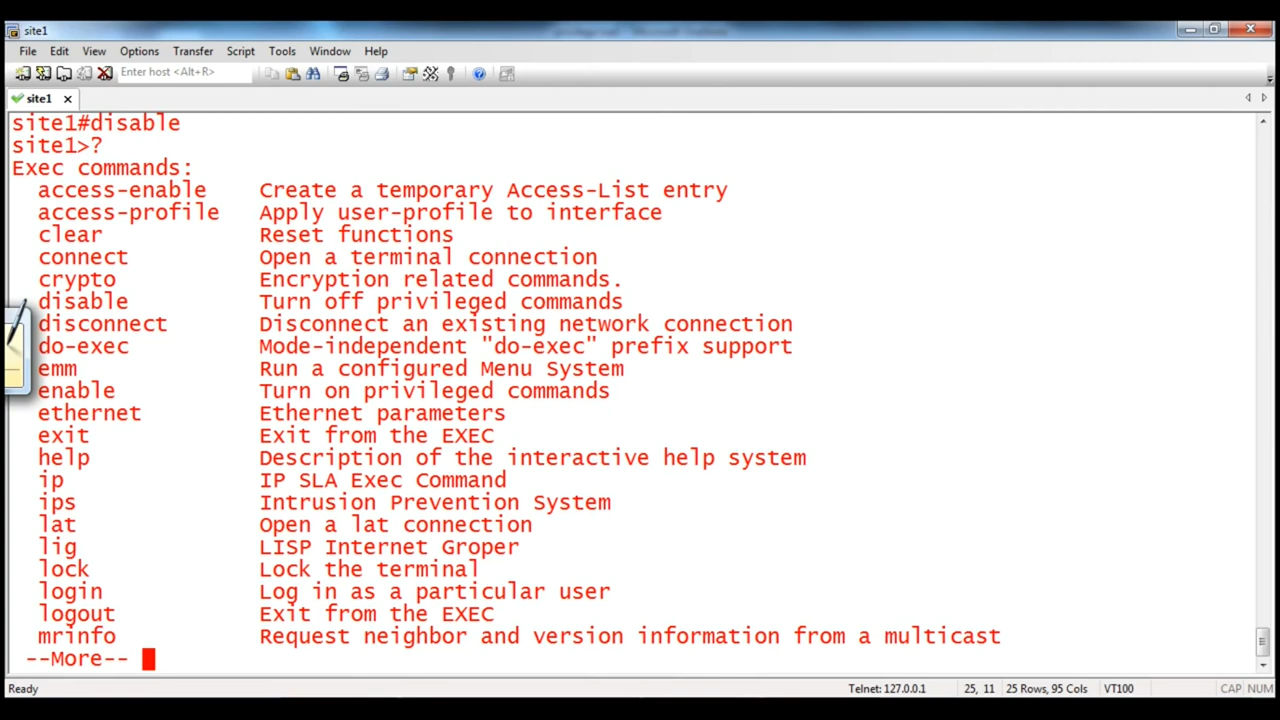 site1
File Edit View Options Transfer Script Tools Window Help
Enter host <Alt+R>
site1
site1#disable
site1>?
Exec commands:
access-enable Create a temporary Access-List entry
access-profile Apply user-profile to interface
clear Reset functions
connect Open a terminal connection
crypto Encryption related commands.
disable Turn off privileged commands
disconnect Disconnect an existing network connection
do-exec Mode-independent "do-exec" prefix support
emm Run a configured Menu System
enable Turn on privileged commands
ethernet Ethernet parameters
exit Exit from the EXEC
help Description of the interactive help system
ip IP SLA Exec Command
ips Intrusion Prevention System
lat Open a lat connection
lig LISP Internet Groper
lock Lock the terminal
login Log in as a particular user
logout Exit from the EXEC
mrinfo Request neighbor and version information from a multicast
--More--
Ready Telnet: 127.0.0.1 25, 11 25 Rows, 95 Cols VT100 CAP NUM